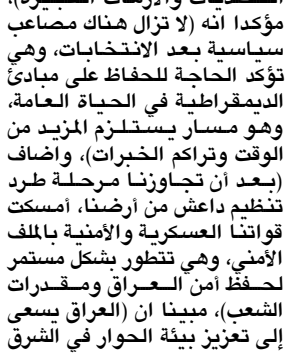 مؤكدا انه (لا تزال هناك مصاعب
سياسية بعد الانتخابات، وهي
تؤكد الحاجة للحفاظ على مبادئ
الديمقراطية في الحياة العامة،
وهو مسار يستلزم المزيد من
الوقت وتراكم الخبرات)، واضاف
(بعد أن تجاوزنا مرحلة طرد
تنظيم داعش من أرضنا، أمسكت
قواتنا العسكرية والأمنية بالملف
الأمني، وهي تتطور بشكل مستمر
لحفظ أمن العراق ومقدرات
الشعب)، مبينا ان (العراق يسعى
إلى تعزيز بيئة الحوار في الشرق